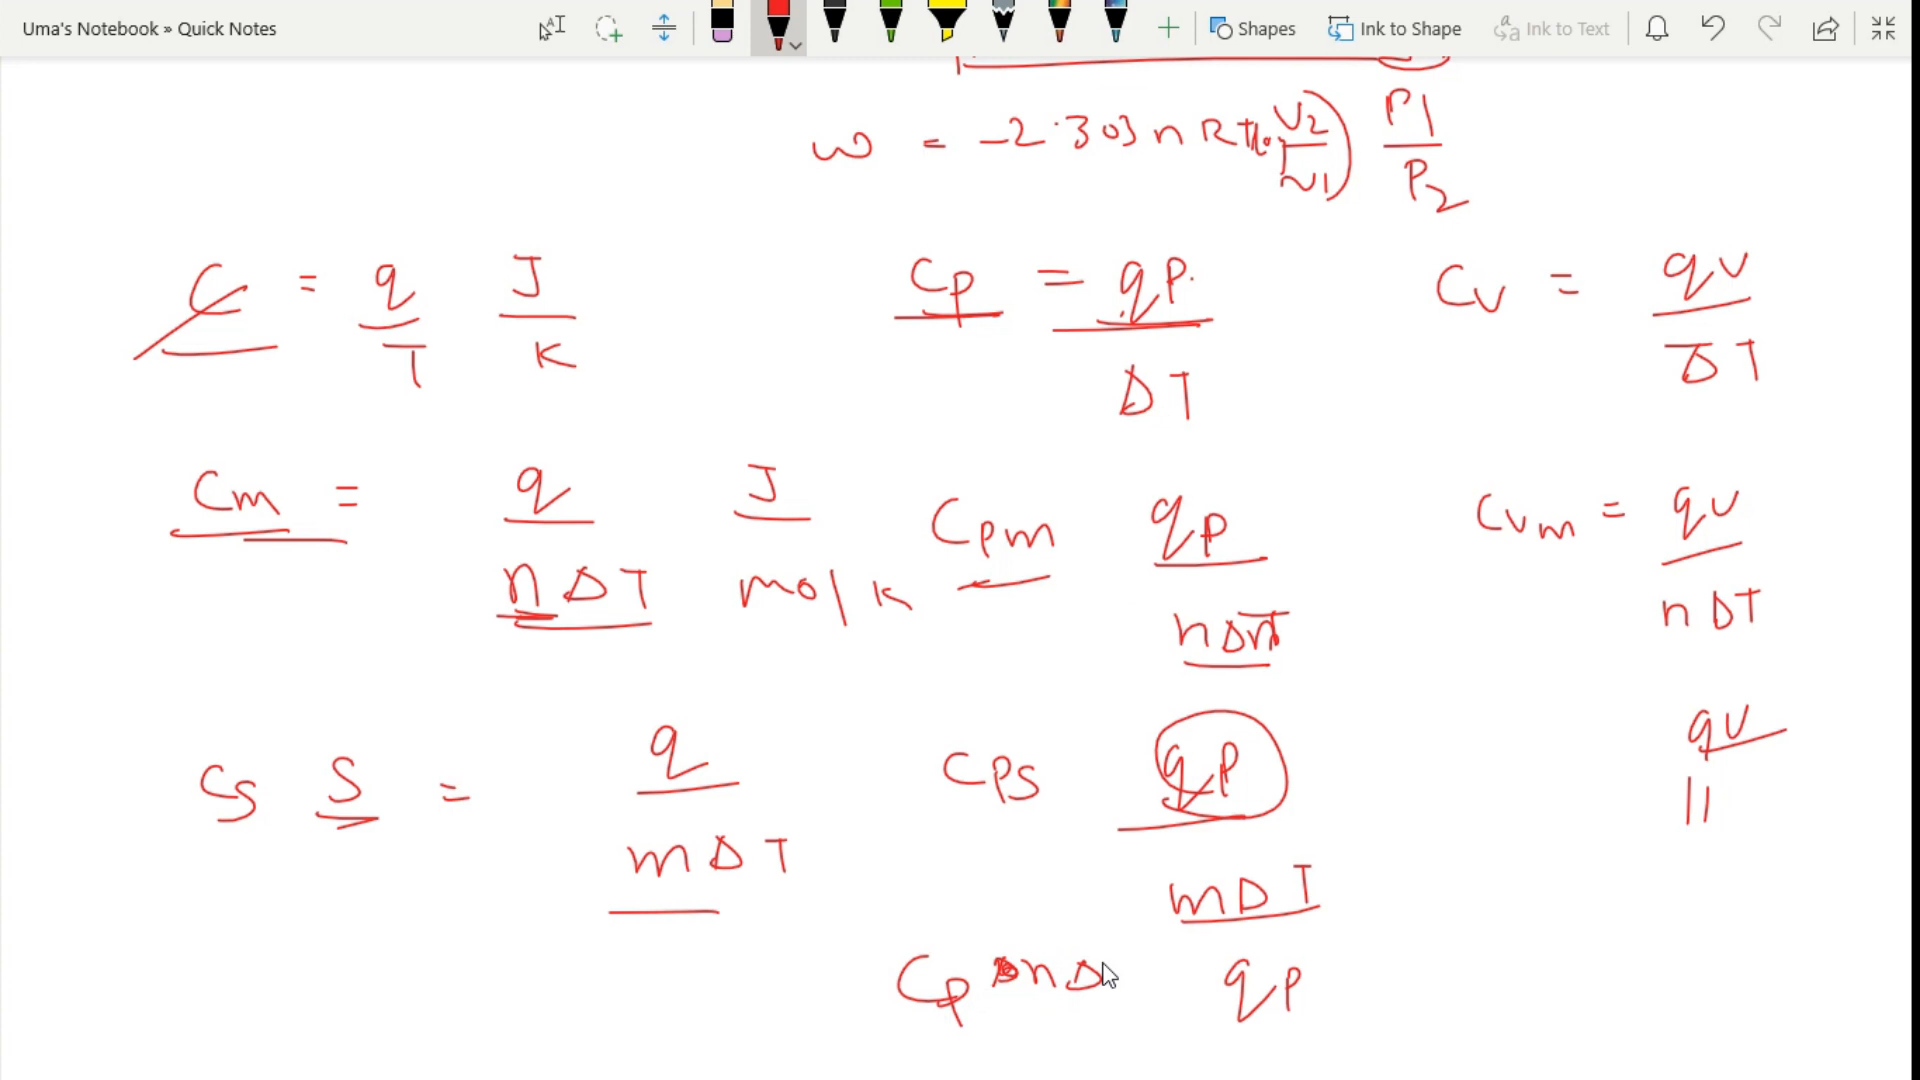 Uma's Notebook » Quick Notes
Shapes
Ink to Shape
Ink to Text
w = -2.303 n R T V2 / V1) P1 / P2
C = q / T J / K
Cp = qp. / ΔT
Cv = qv / ΔT
Cm = q / nΔT J / mol K
Cpm qp / nΔT
Cvm = qv / nΔT
Cs S = q / mΔT
Cps qp / mΔT
qv
||
Cp nΔ qp